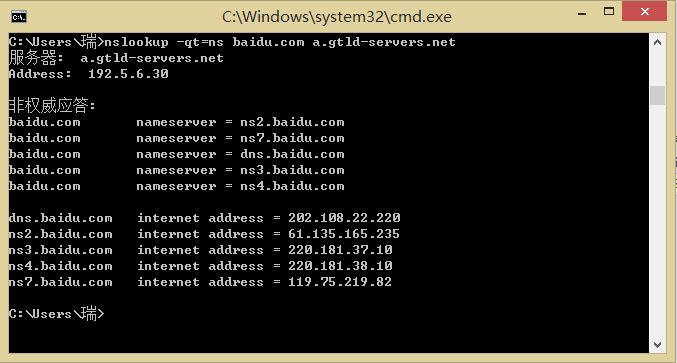 C:\Windows\system32\cmd.exe
C:\Users\瑞>nslookup -qt=ns baidu.com a.gtld-servers.net
服务器:  a.gtld-servers.net
Address:  192.5.6.30
非权威应答:
baidu.com       nameserver = ns2.baidu.com
baidu.com       nameserver = ns7.baidu.com
baidu.com       nameserver = dns.baidu.com
baidu.com       nameserver = ns3.baidu.com
baidu.com       nameserver = ns4.baidu.com
dns.baidu.com   internet address = 202.108.22.220
ns2.baidu.com   internet address = 61.135.165.235
ns3.baidu.com   internet address = 220.181.37.10
ns4.baidu.com   internet address = 220.181.38.10
ns7.baidu.com   internet address = 119.75.219.82
C:\Users\瑞>